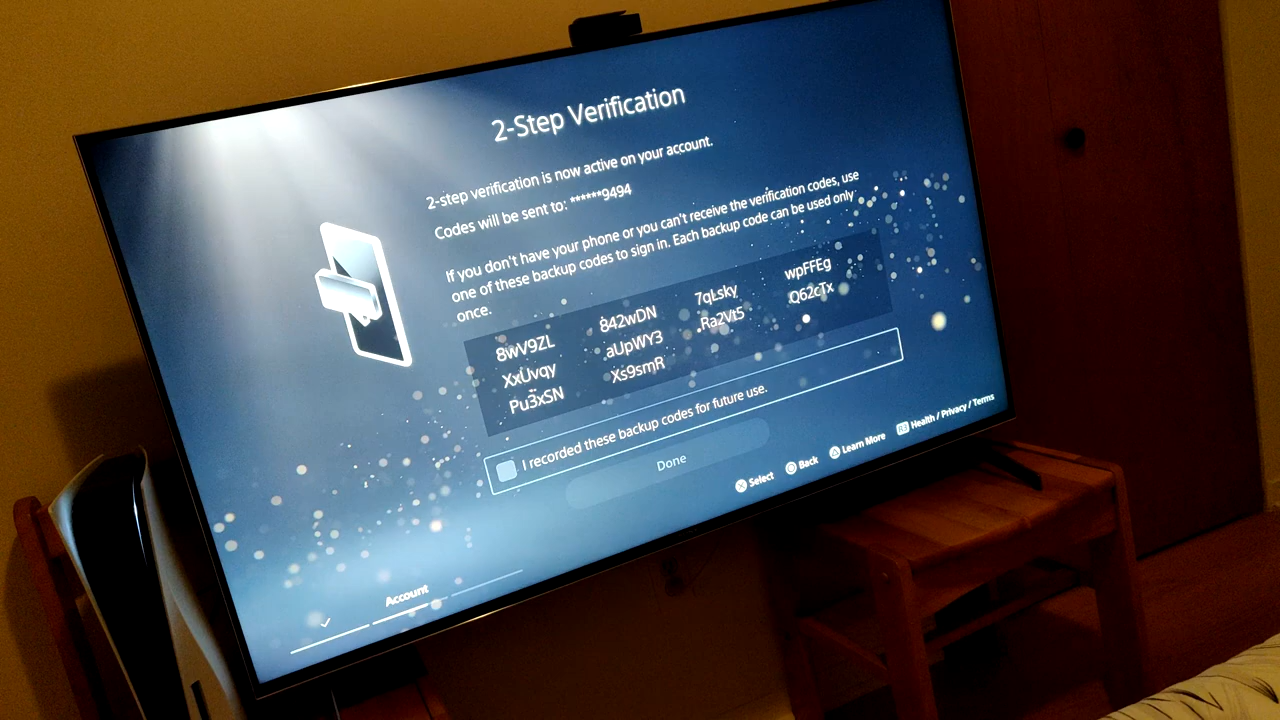 2-Step Verification
2-step verification is now active on your account.
Codes will be sent to: ******9494
If you don't have your phone or you can't receive the verification codes, use
one of these backup codes to sign in. Each backup code can be used only
once.
8wV9ZL 842wDN 7qLsky wpFFEg
XxUvqy aUpWY3 Ra2Vt5 Q62cTx
Pu3xSN Xs9smR
I recorded these backup codes for future use.
Done
Select Back Learn More R3 Health / Privacy / Terms
Account